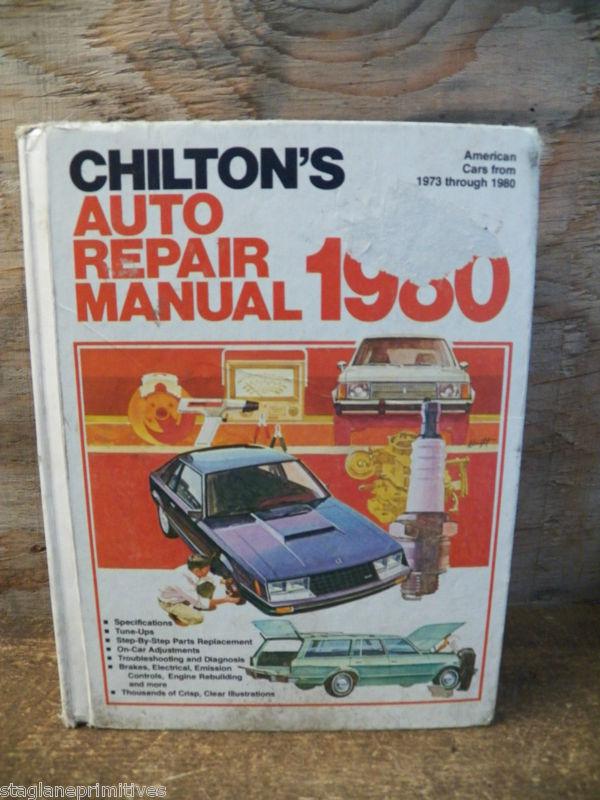 CHILTON'S
AUTO
REPAIR
MANUAL 1980
American
Cars from
1973 through 1980
Specifications
Tune-Ups
Step-By-Step Parts Replacement
On-Car Adjustments
Troubleshooting and Diagnosis
Brakes, Electrical, Emission
Controls, Engine Rebuilding
and more
Thousands of Crisp, Clear Illustrations
staglaneprimitives